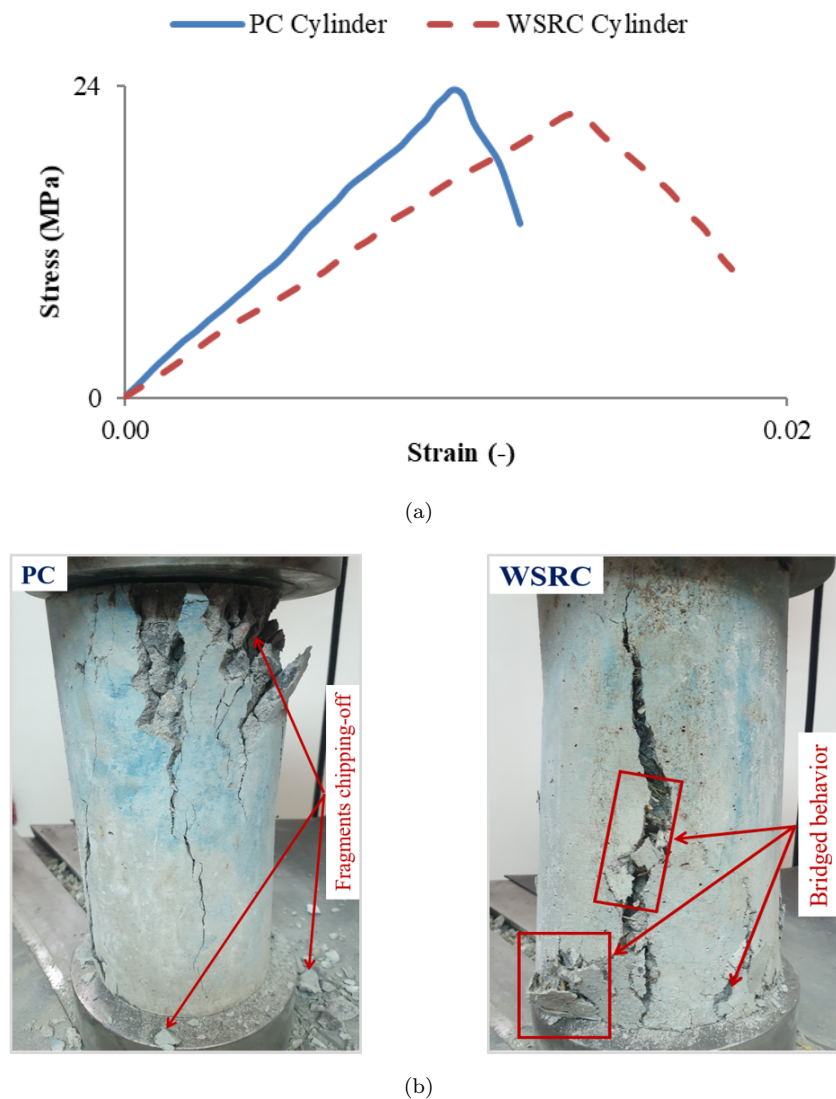 PC Cylinder
WSRC Cylinder
24
Stress (MPa)
0
0.00
0.02
Strain (-)
(a)
PC
Fragments chipping-off
WSRC
Bridged behavior
(b)